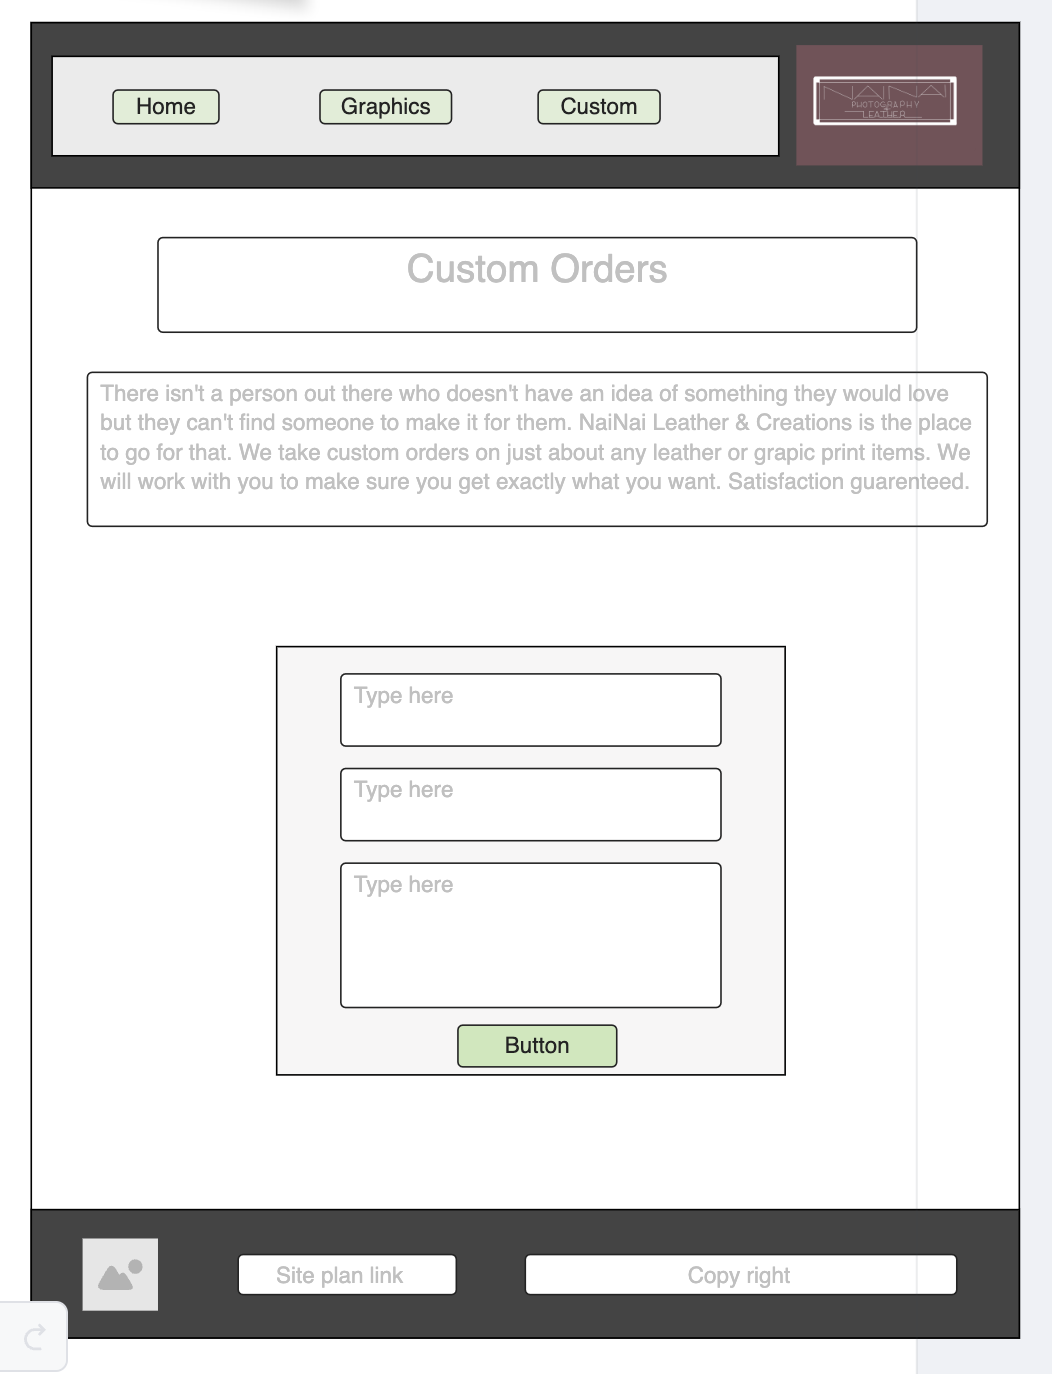 Home
Graphics
Custom
NAINAI
PHOTOGRAPHY
LEATHER
Custom Orders
There isn't a person out there who doesn't have an idea of something they would love
but they can't find someone to make it for them. NaiNai Leather & Creations is the place
to go for that. We take custom orders on just about any leather or grapic print items. We
will work with you to make sure you get exactly what you want. Satisfaction guarenteed.
Type here
Type here
Type here
Button
Site plan link
Copy right